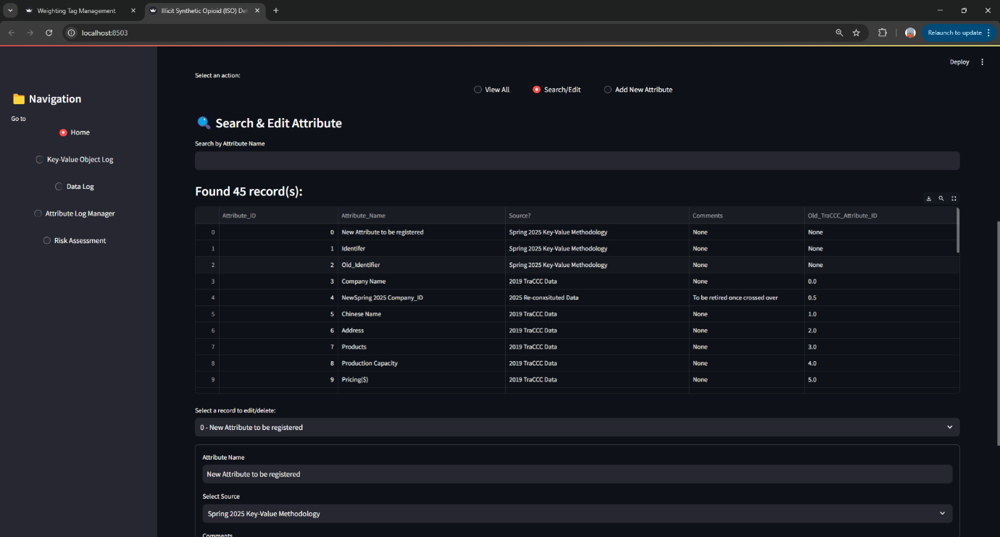 Weighting Tag Management
Illicit Synthetic Opioid (ISO) De
localhost:8503
Relaunch to update
Deploy
Navigation
Go to
Home
Key-Value Object Log
Data Log
Attribute Log Manager
Risk Assessment
Select an action:
View All Search/Edit Add New Attribute
Search & Edit Attribute
Search by Attribute Name
Found 45 record(s):
Attribute_ID Attribute_Name Source? Comments Old_TraCCC_Attribute_ID
0 0 New Attribute to be registered Spring 2025 Key-Value Methodology None None
1 1 Identifer Spring 2025 Key-Value Methodology None None
2 2 Old_Identifier Spring 2025 Key-Value Methodology None None
3 3 Company Name 2019 TraCCC Data None 0.0
4 4 NewSpring 2025 Company_ID 2025 Re-conxsituted Data To be retired once crossed over 0.5
5 5 Chinese Name 2019 TraCCC Data None 1.0
6 6 Address 2019 TraCCC Data None 2.0
7 7 Products 2019 TraCCC Data None 3.0
8 8 Production Capacity 2019 TraCCC Data None 4.0
9 9 Pricing($) 2019 TraCCC Data None 5.0
Select a record to edit/delete:
0 - New Attribute to be registered
Attribute Name
New Attribute to be registered
Select Source
Spring 2025 Key-Value Methodology
Comments